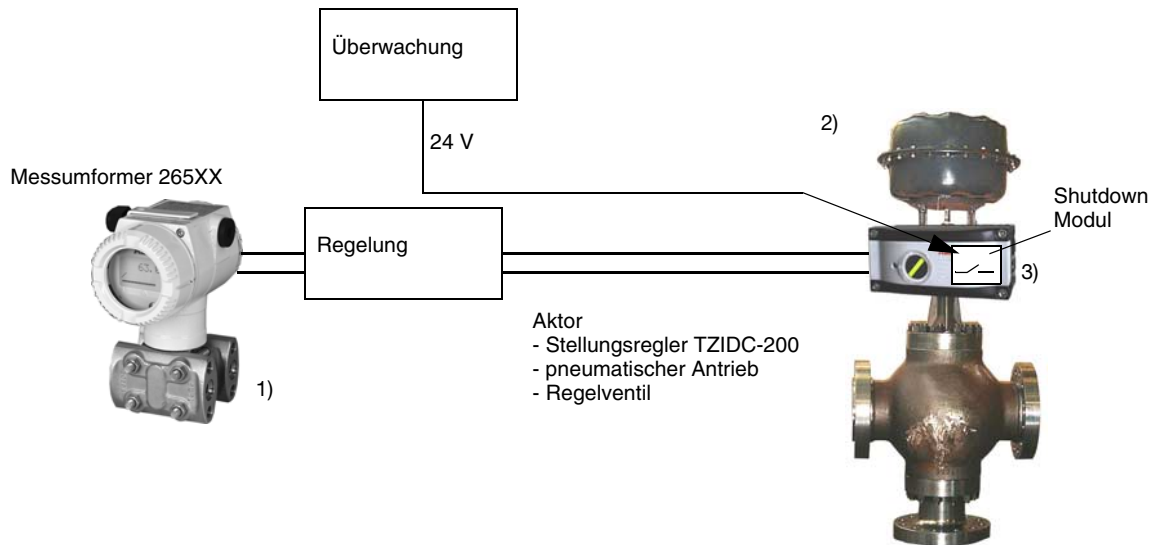 Überwachung
24 V
2)
Messumformer 265XX
Shutdown
Modul
Regelung
3)
Aktor
- Stellungsregler TZIDC-200
- pneumatischer Antrieb
- Regelventil
1)